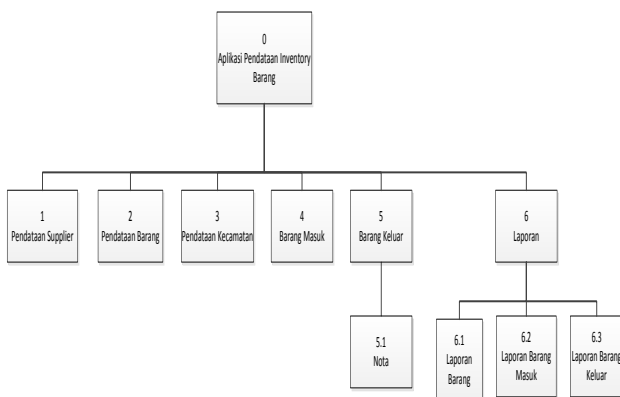 0
Aplikasi Pendataan Inventory
Barang
1
Pendataan Supplier
2
Pendataan Barang
3
Pendataan Kecamatan
4
Barang Masuk
5
Barang Keluar
6
Laporan
5.1
Nota
6.1
Laporan
Barang
6.2
Laporan Barang
Masuk
6.3
Laporan Barang
Keluar